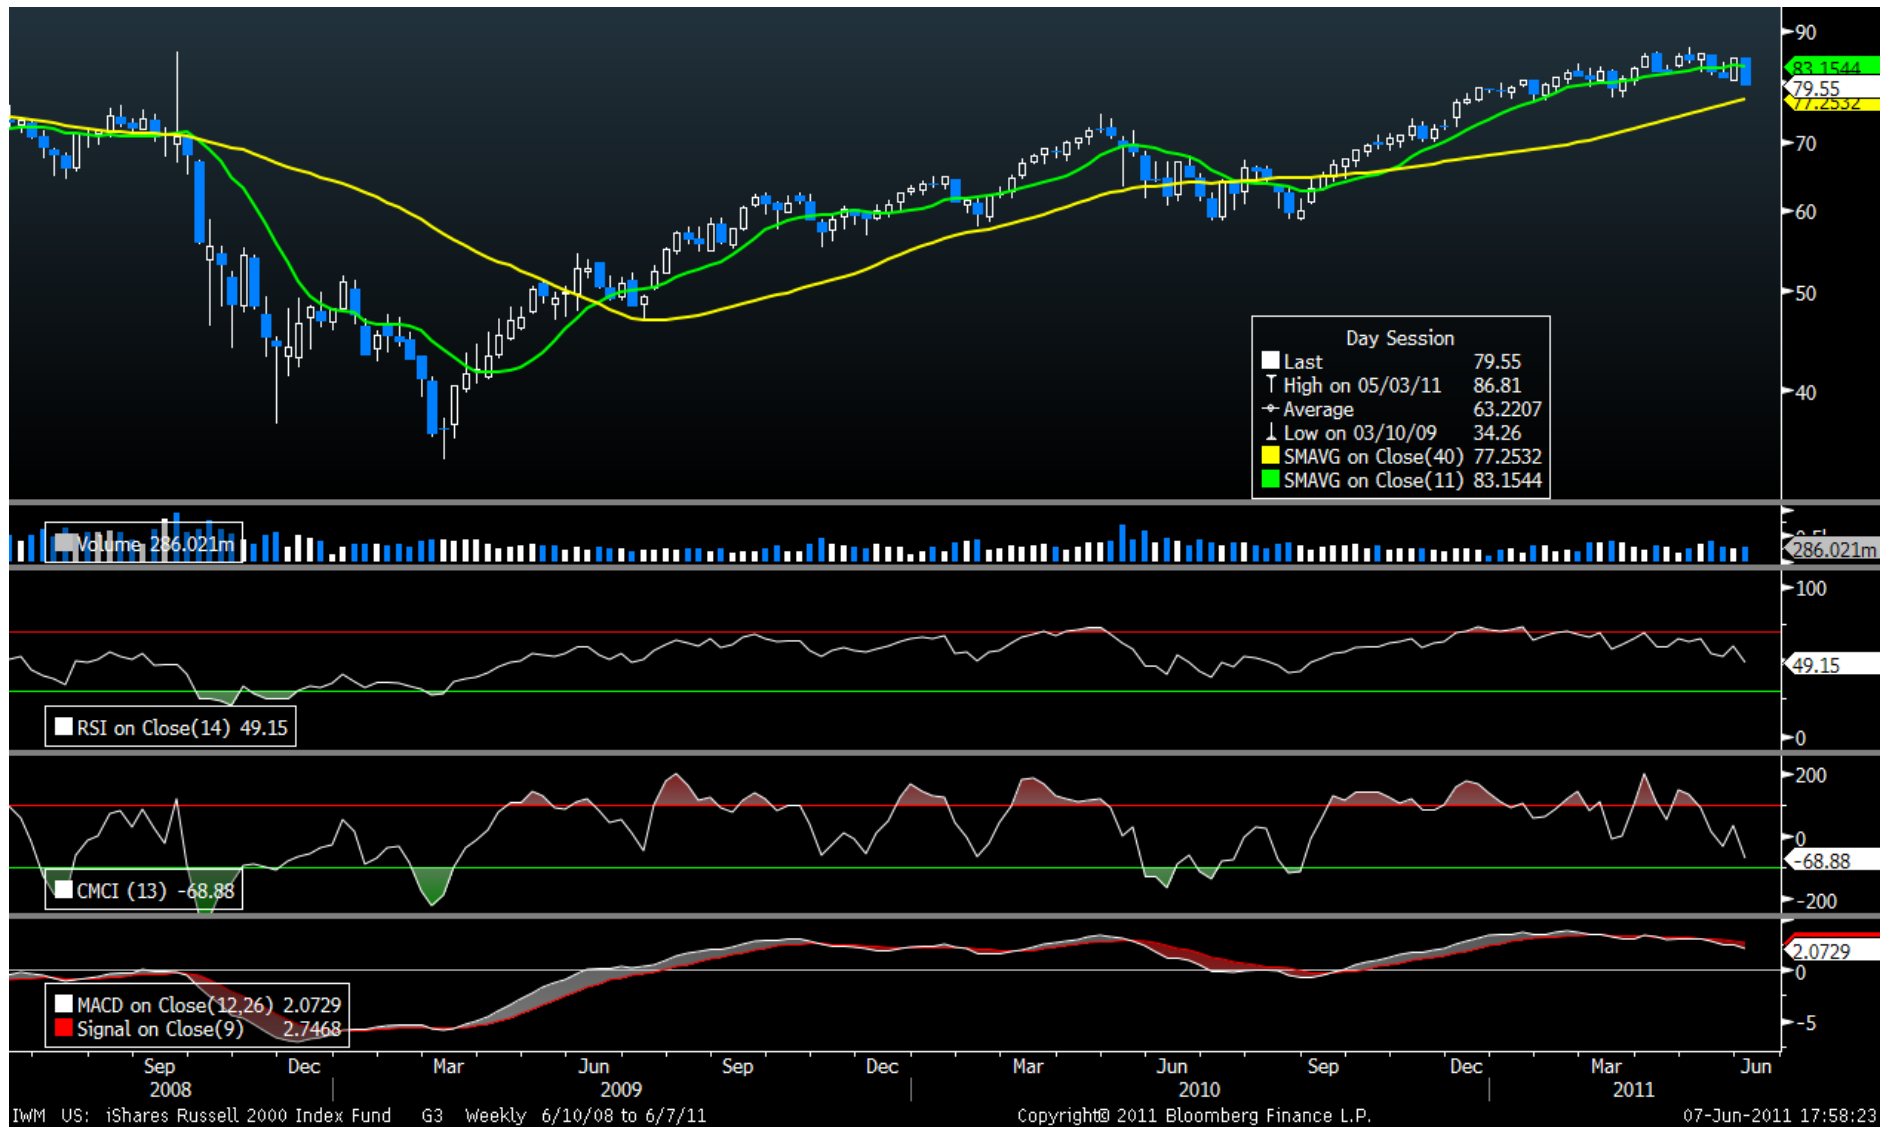 90
83.1544
79.55
77.2532
70
60
50
40
Day Session
Last 79.55
High on 05/03/11 86.81
Average 63.2207
Low on 03/10/09 34.26
SMAVG on Close(40) 77.2532
SMAVG on Close(11) 83.1544
Volume 286.021m
286.021m
100
49.15
RSI on Close(14) 49.15
0
200
0
-68.88
CMCI (13) -68.88
-200
2.0729
0
MACD on Close(12,26) 2.0729
Signal on Close(9) 2.7468
-5
Sep Dec Mar Jun Sep Dec Mar Jun Sep Dec Mar Jun
2008 2009 2010 2011
IWM US: iShares Russell 2000 Index Fund G3 Weekly 6/10/08 to 6/7/11 Copyright© 2011 Bloomberg Finance L.P. 07-Jun-2011 17:58:23